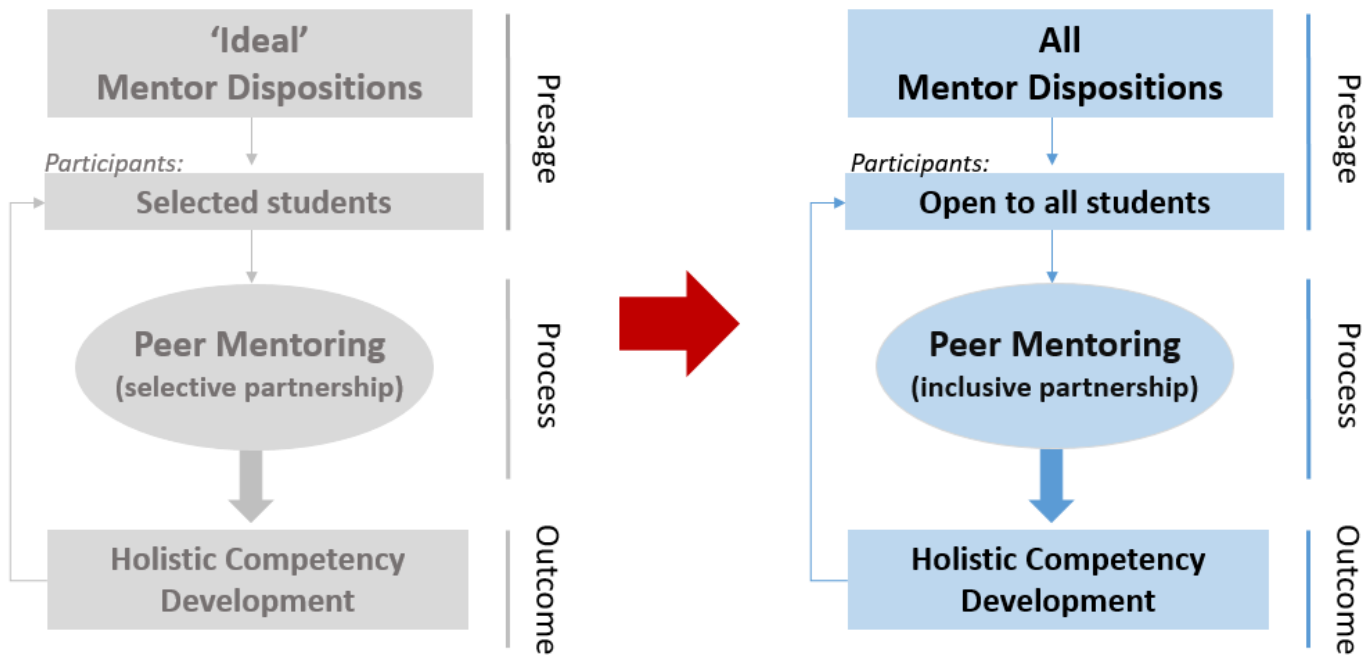 ‘Ideal’
Mentor Dispositions
Participants:
Selected students
Peer Mentoring
(selective partnership)
Holistic Competency
Development
Presage
Process
Outcome
All
Mentor Dispositions
Participants:
Open to all students
Peer Mentoring
(inclusive partnership)
Holistic Competency
Development
Presage
Process
Outcome